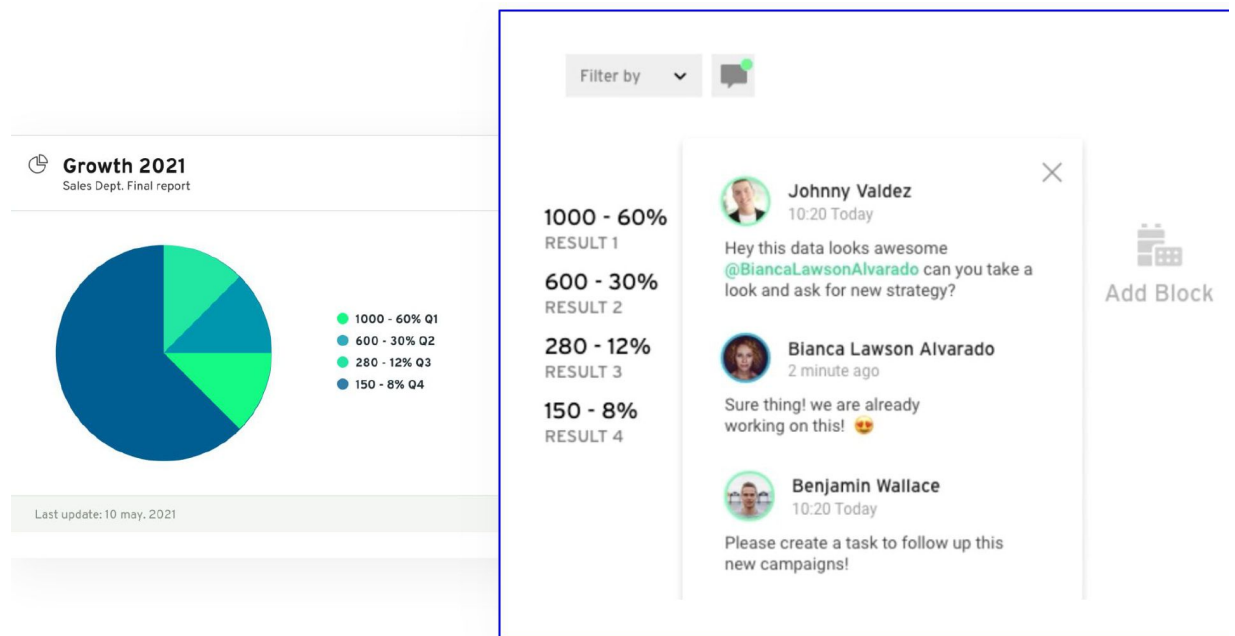 Growth 2021
Sales Dept. Final report
1000 - 60% Q1
600 - 30% Q2
280 - 12% Q3
150 - 8% Q4
Last update: 10 may. 2021
Filter by
1000 - 60%
RESULT 1
600 - 30%
RESULT 2
280 - 12%
RESULT 3
150 - 8%
RESULT 4
Johnny Valdez
10:20 Today
Hey this data looks awesome
@BiancaLawsonAlvarado can you take a
look and ask for new strategy?
Bianca Lawson Alvarado
2 minute ago
Sure thing! we are already
working on this! 😍
Benjamin Wallace
10:20 Today
Please create a task to follow up this
new campaigns!
Add Block